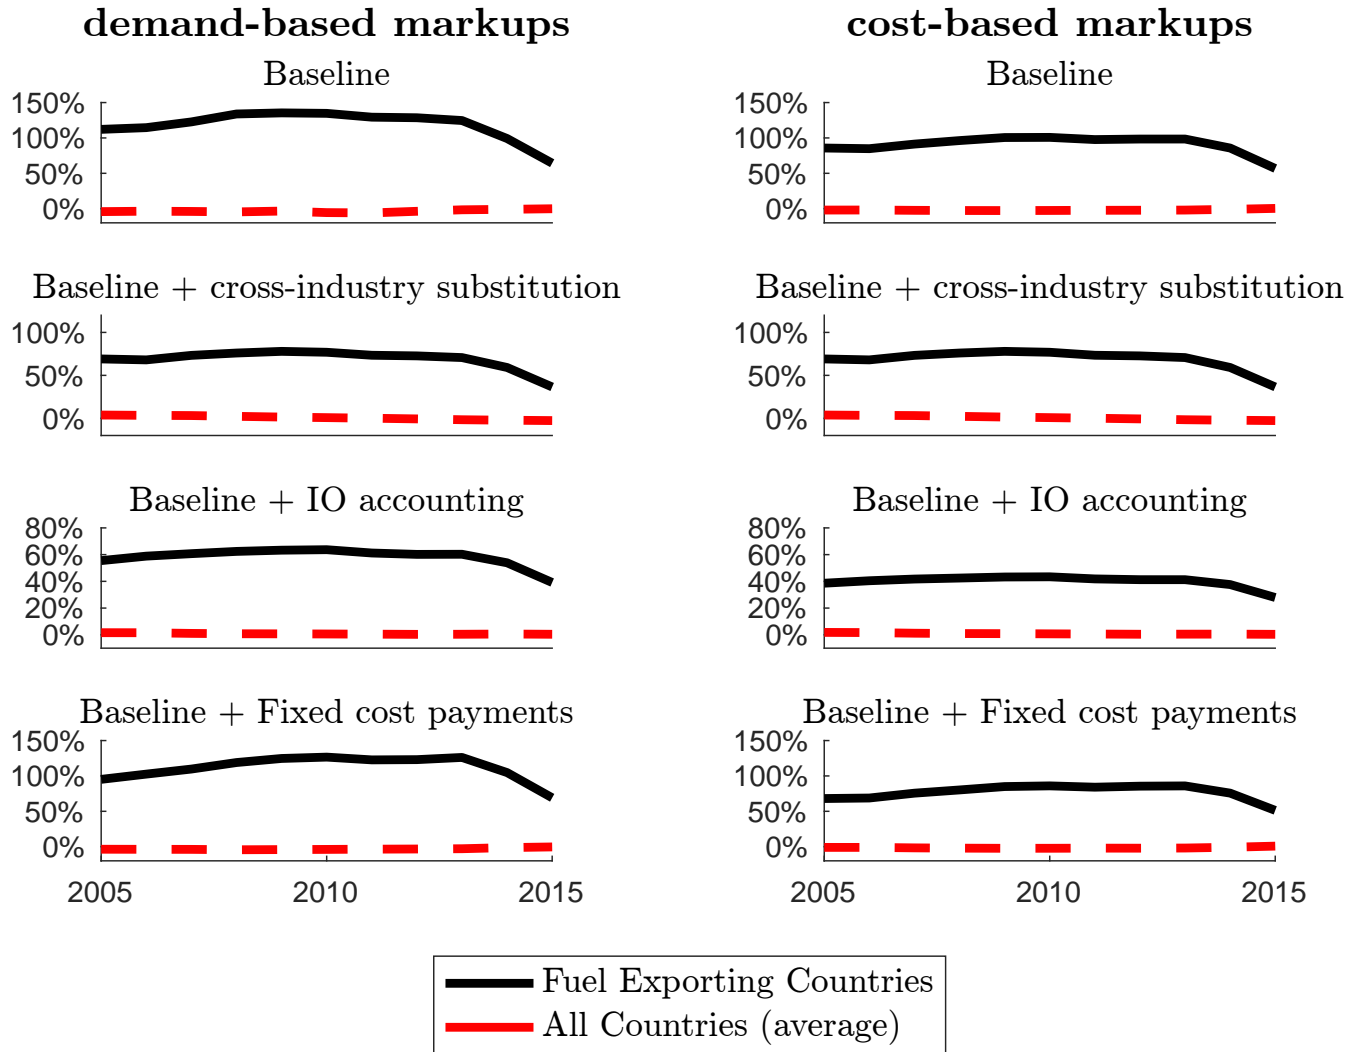 demand-based markups
Baseline
150%
100%
50%
0%
Baseline + cross-industry substitution
100%
50%
0%
Baseline + IO accounting
80%
60%
40%
20%
0%
Baseline + Fixed cost payments
150%
100%
50%
0%
2005 2010 2015
cost-based markups
Baseline
150%
100%
50%
0%
Baseline + cross-industry substitution
100%
50%
0%
Baseline + IO accounting
80%
60%
40%
20%
0%
Baseline + Fixed cost payments
150%
100%
50%
0%
2005 2010 2015
Fuel Exporting Countries
All Countries (average)